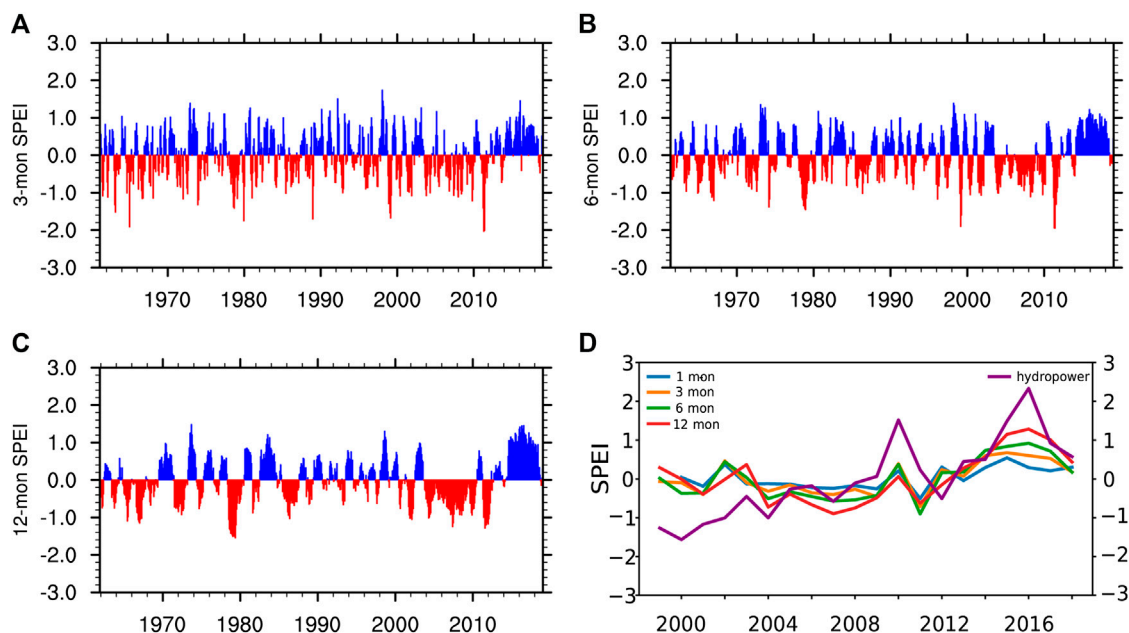 A
3-mon SPEI
3.0
2.0
1.0
0.0
-1.0
-2.0
-3.0
1970 1980 1990 2000 2010
B
6-mon SPEI
3.0
2.0
1.0
0.0
-1.0
-2.0
-3.0
1970 1980 1990 2000 2010
C
12-mon SPEI
3.0
2.0
1.0
0.0
-1.0
-2.0
-3.0
1970 1980 1990 2000 2010
D
SPEI
3 3
2 2
1 1
0 0
−1 −1
−2 −2
−3 −3
1 mon
3 mon
6 mon
12 mon
hydropower
2000 2004 2008 2012 2016